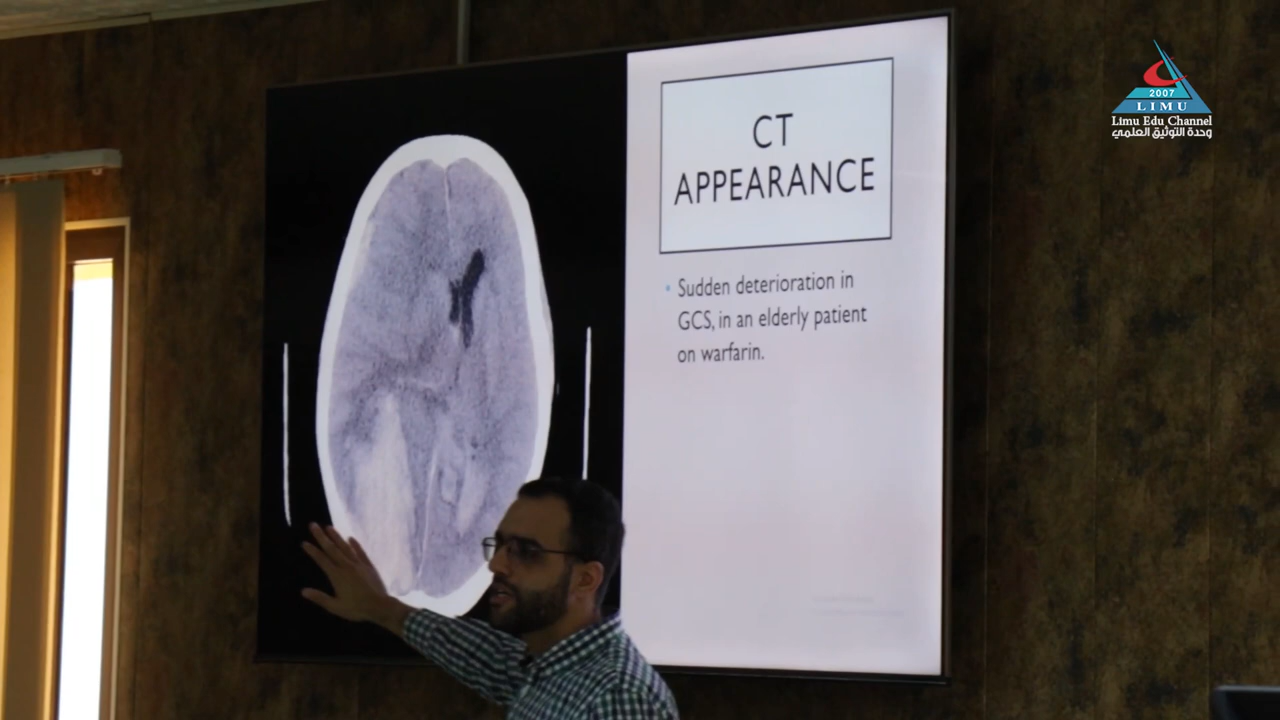 CT
APPEARANCE
Sudden deterioration in
GCS, in an elderly patient
on warfarin.
2007
LIMU
Limu Edu Channel
وحدة التوثيق العلمي